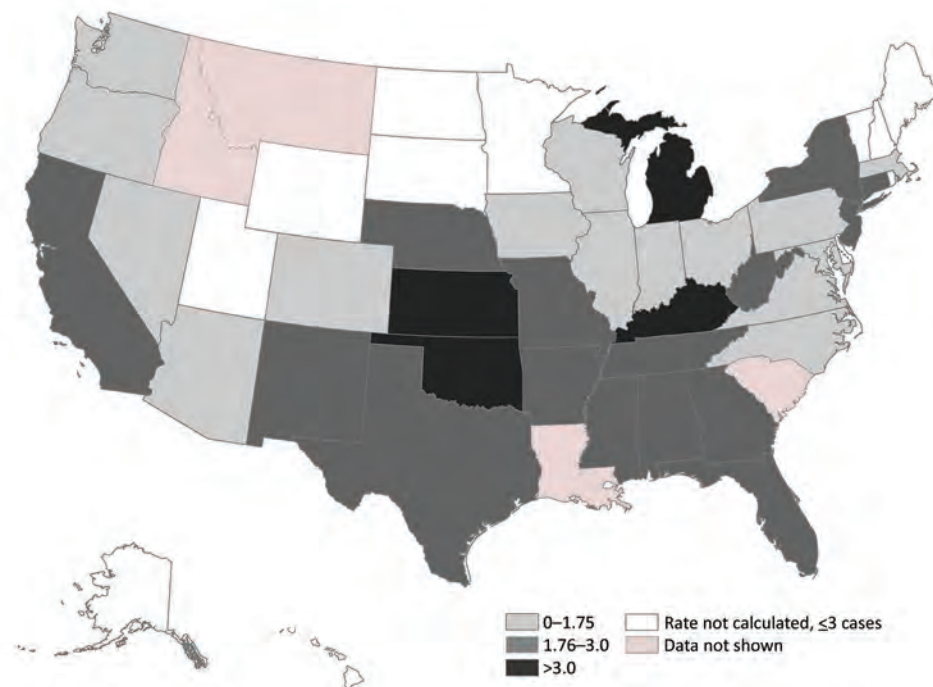 0–1.75
1.76–3.0
>3.0
Rate not calculated, ≤3 cases
Data not shown